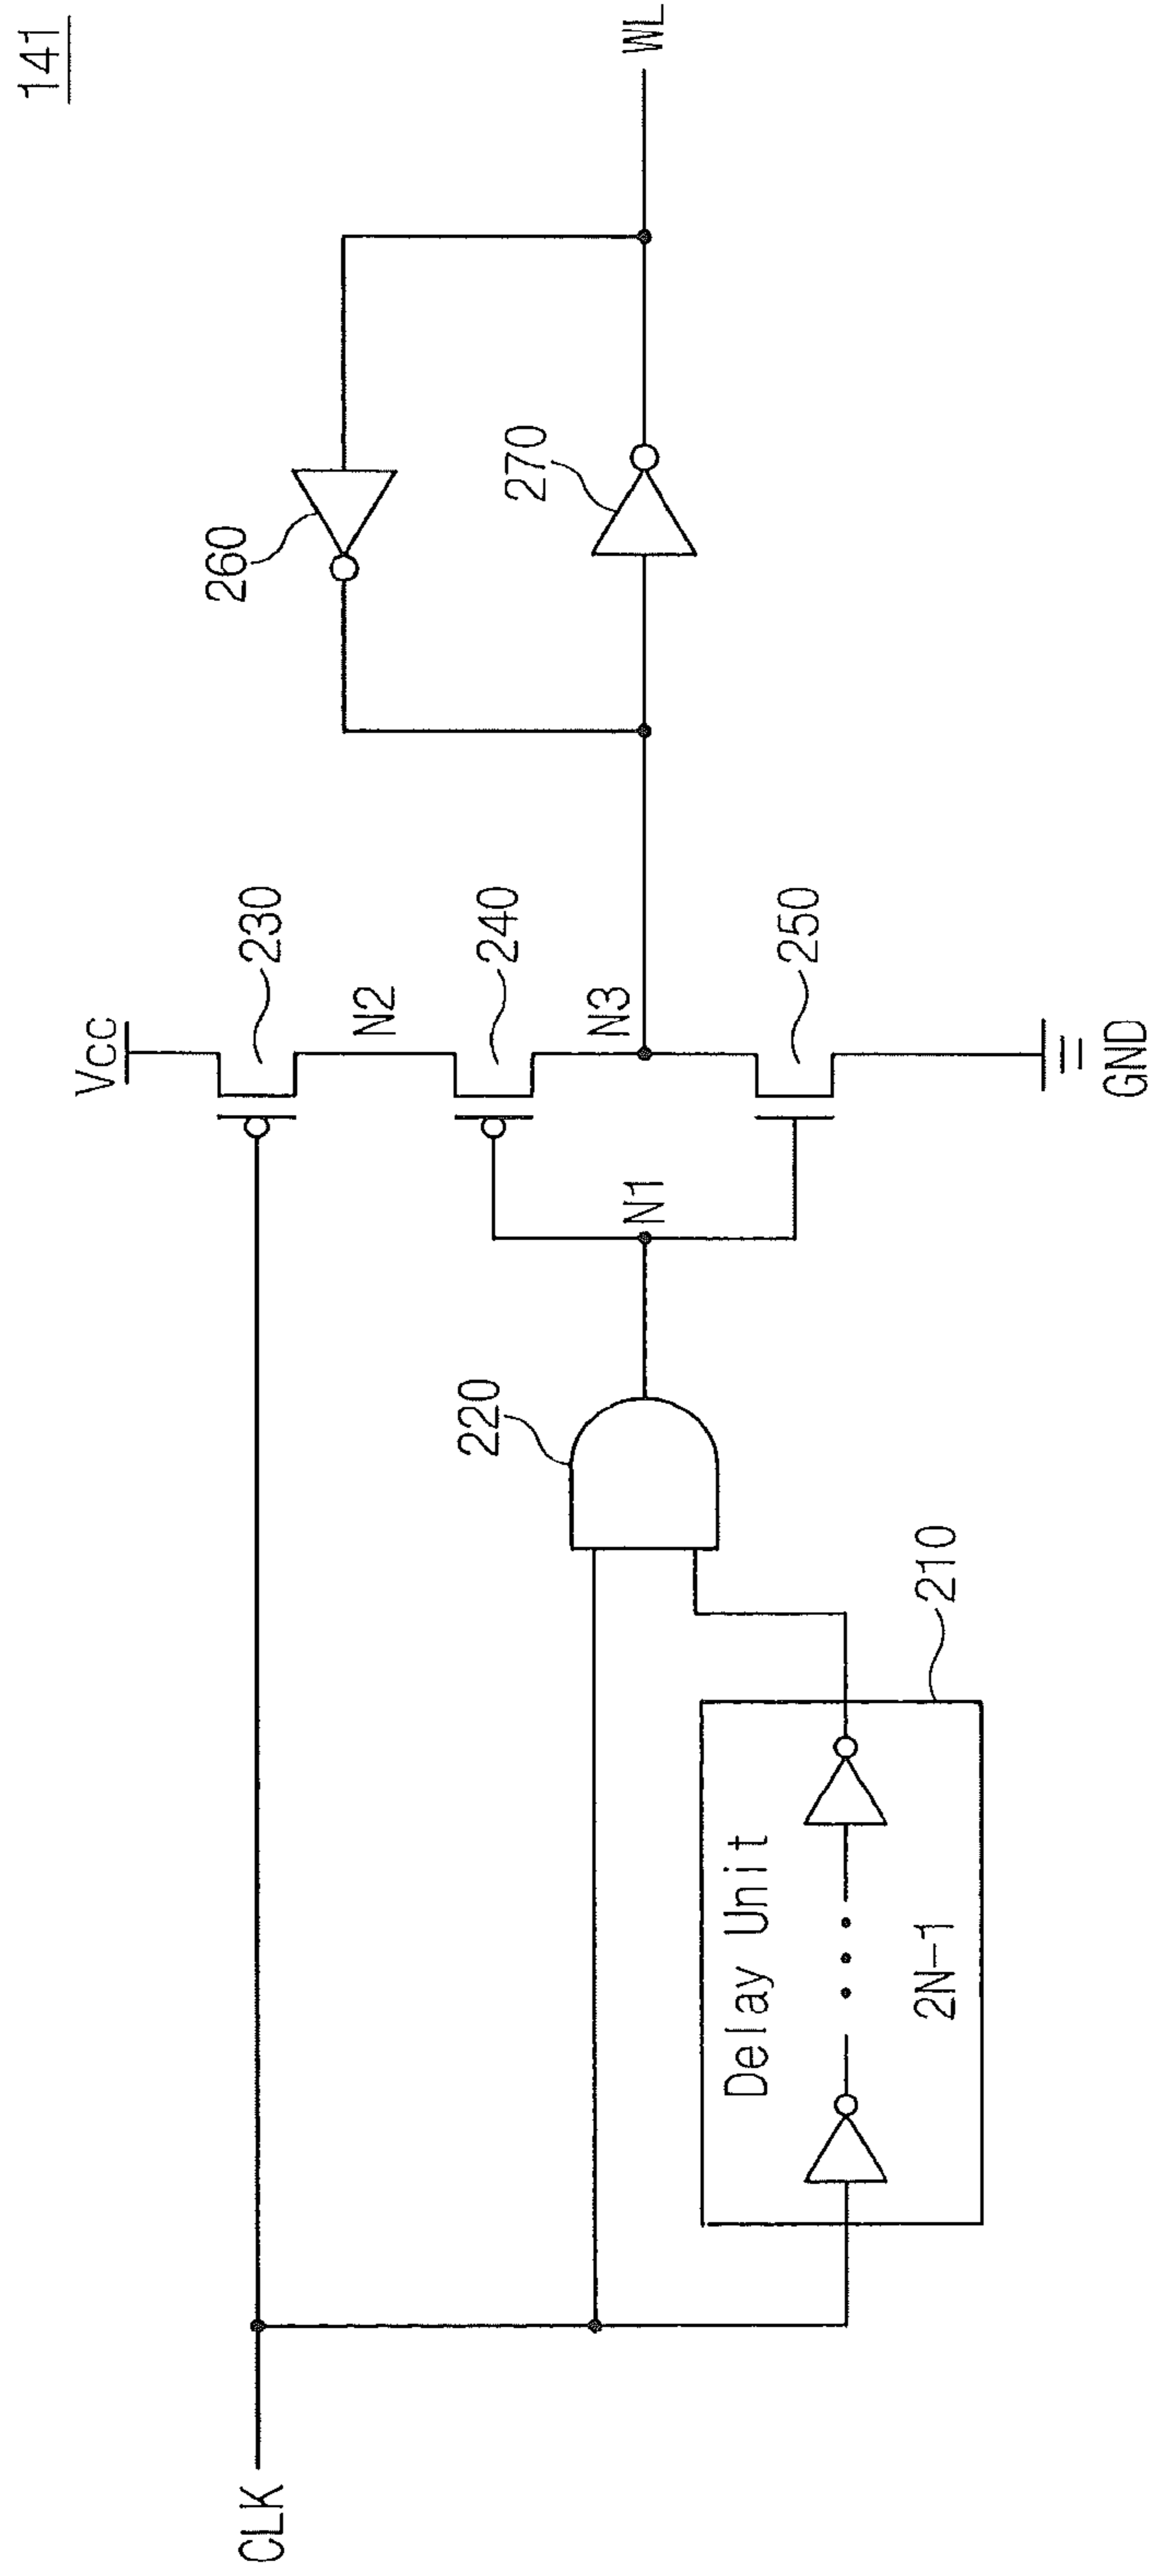 141
CLK
Delay Unit
2N-1
210
220
N1
Vcc
230
N2
240
N3
250
GND
260
270
WL